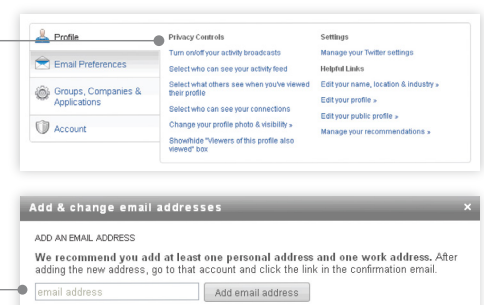 Profile
Email Preferences
Groups, Companies &
Applications
Account
Privacy Controls
Turn on/off your activity broadcasts
Select who can see your activity feed
Select what others see when you've viewed
their profile
Select who can see your connections
Change your profile photo & visibility »
Show/hide "Viewers of this profile also
viewed" box
Settings
Manage your Twitter settings
Helpful Links
Edit your name, location & industry »
Edit your profile »
Edit your public profile »
Manage your recommendations »
Add & change email addresses ×
ADD AN EMAIL ADDRESS
We recommend you add at least one personal address and one work address. After
adding the new address, go to that account and click the link in the confirmation email.
email address
Add email address